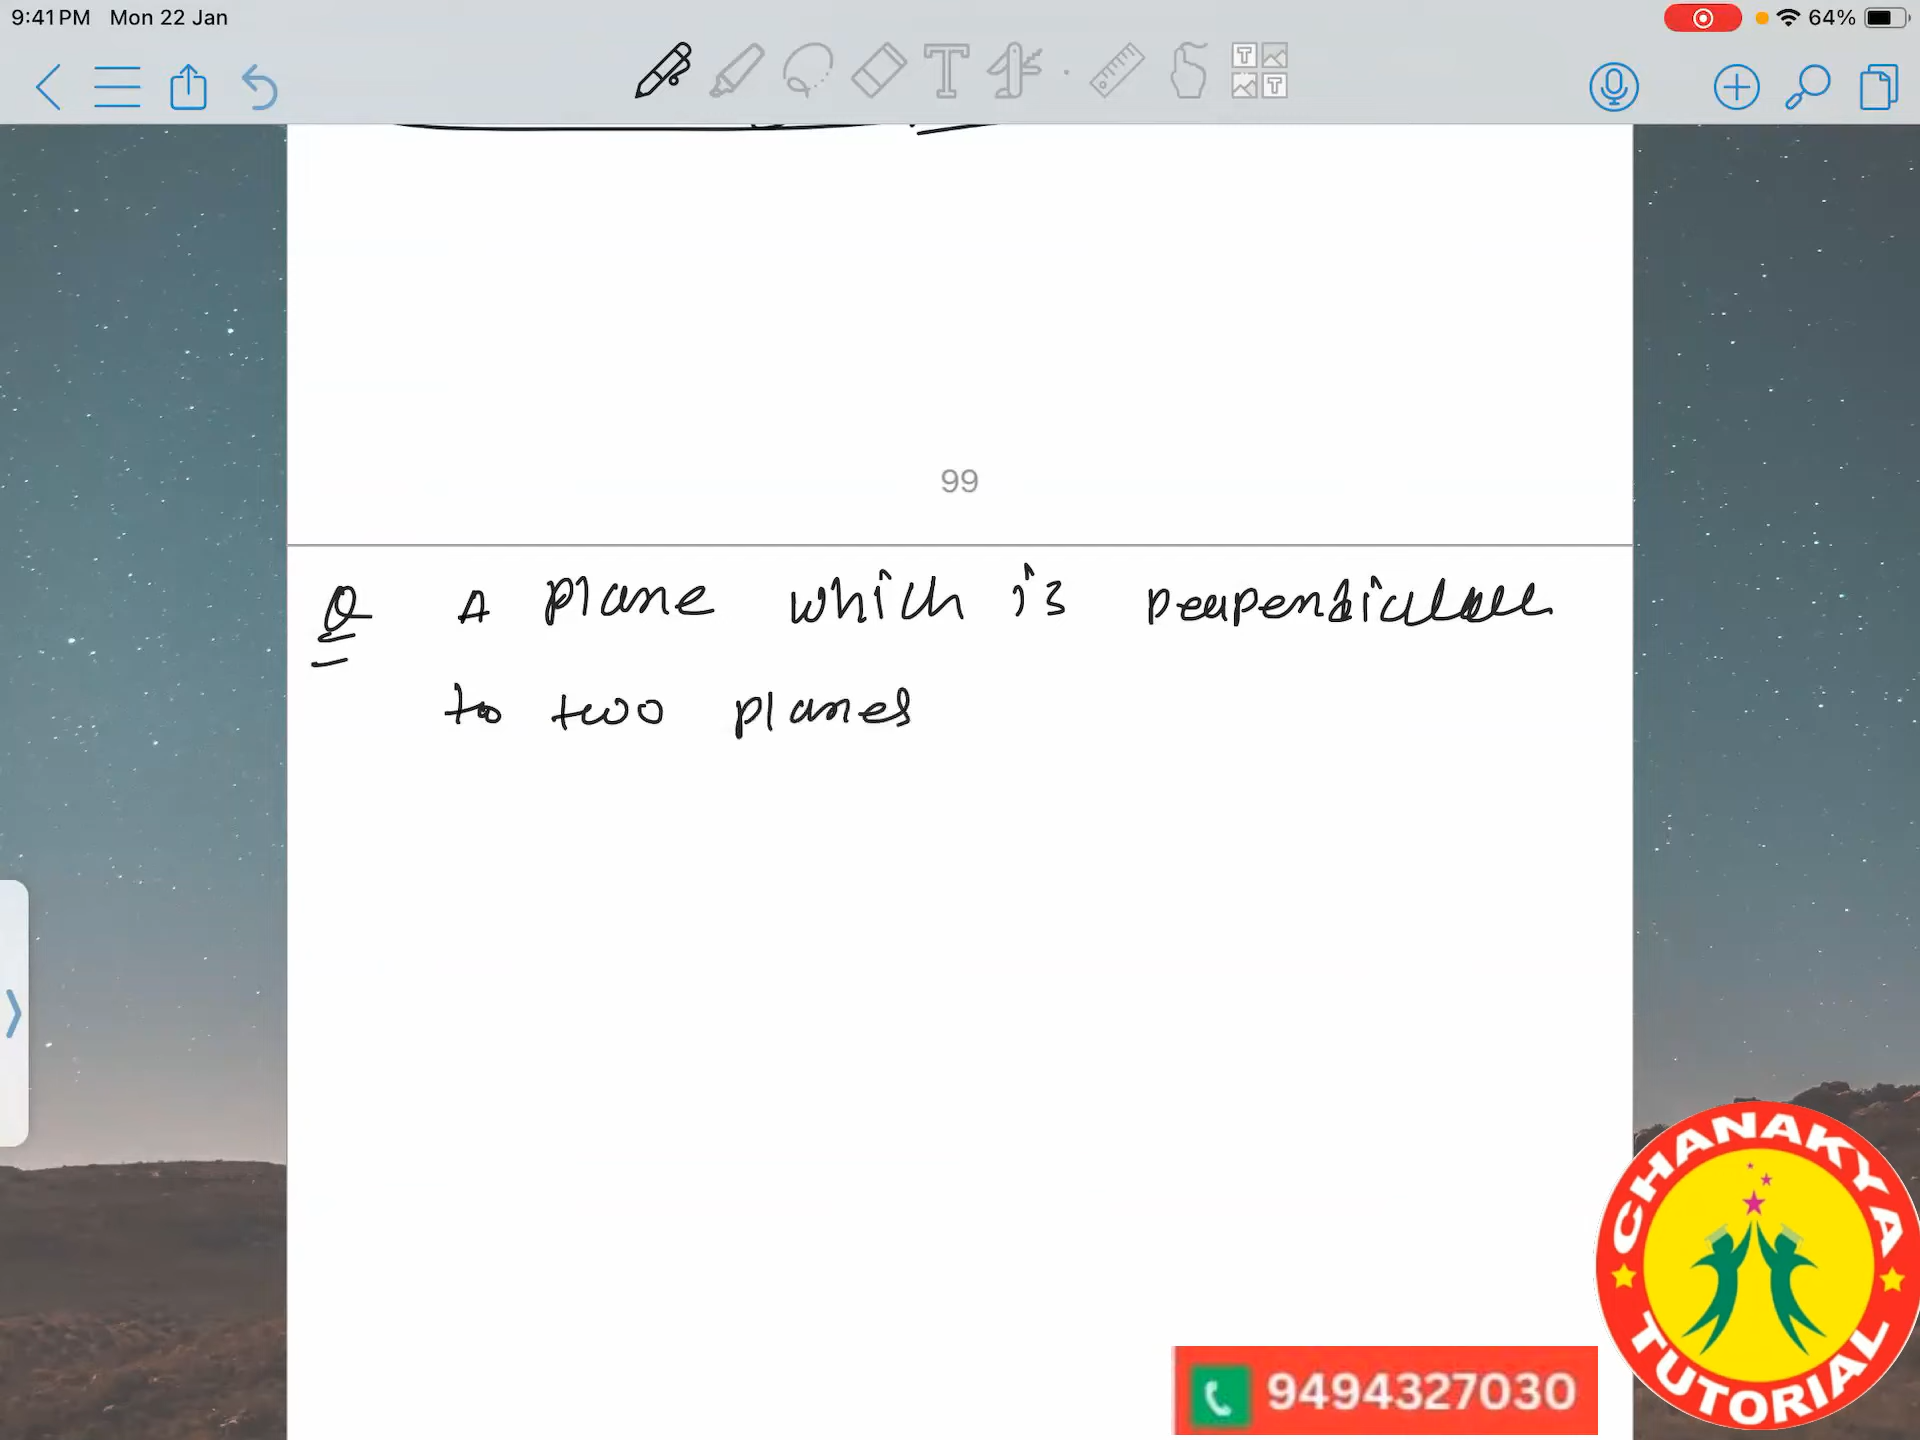 9:41 PM Mon 22 Jan
64%
99
Q A plane which is perpendicular
to two planes
CHANAKYA
TUTORIAL
9494327030